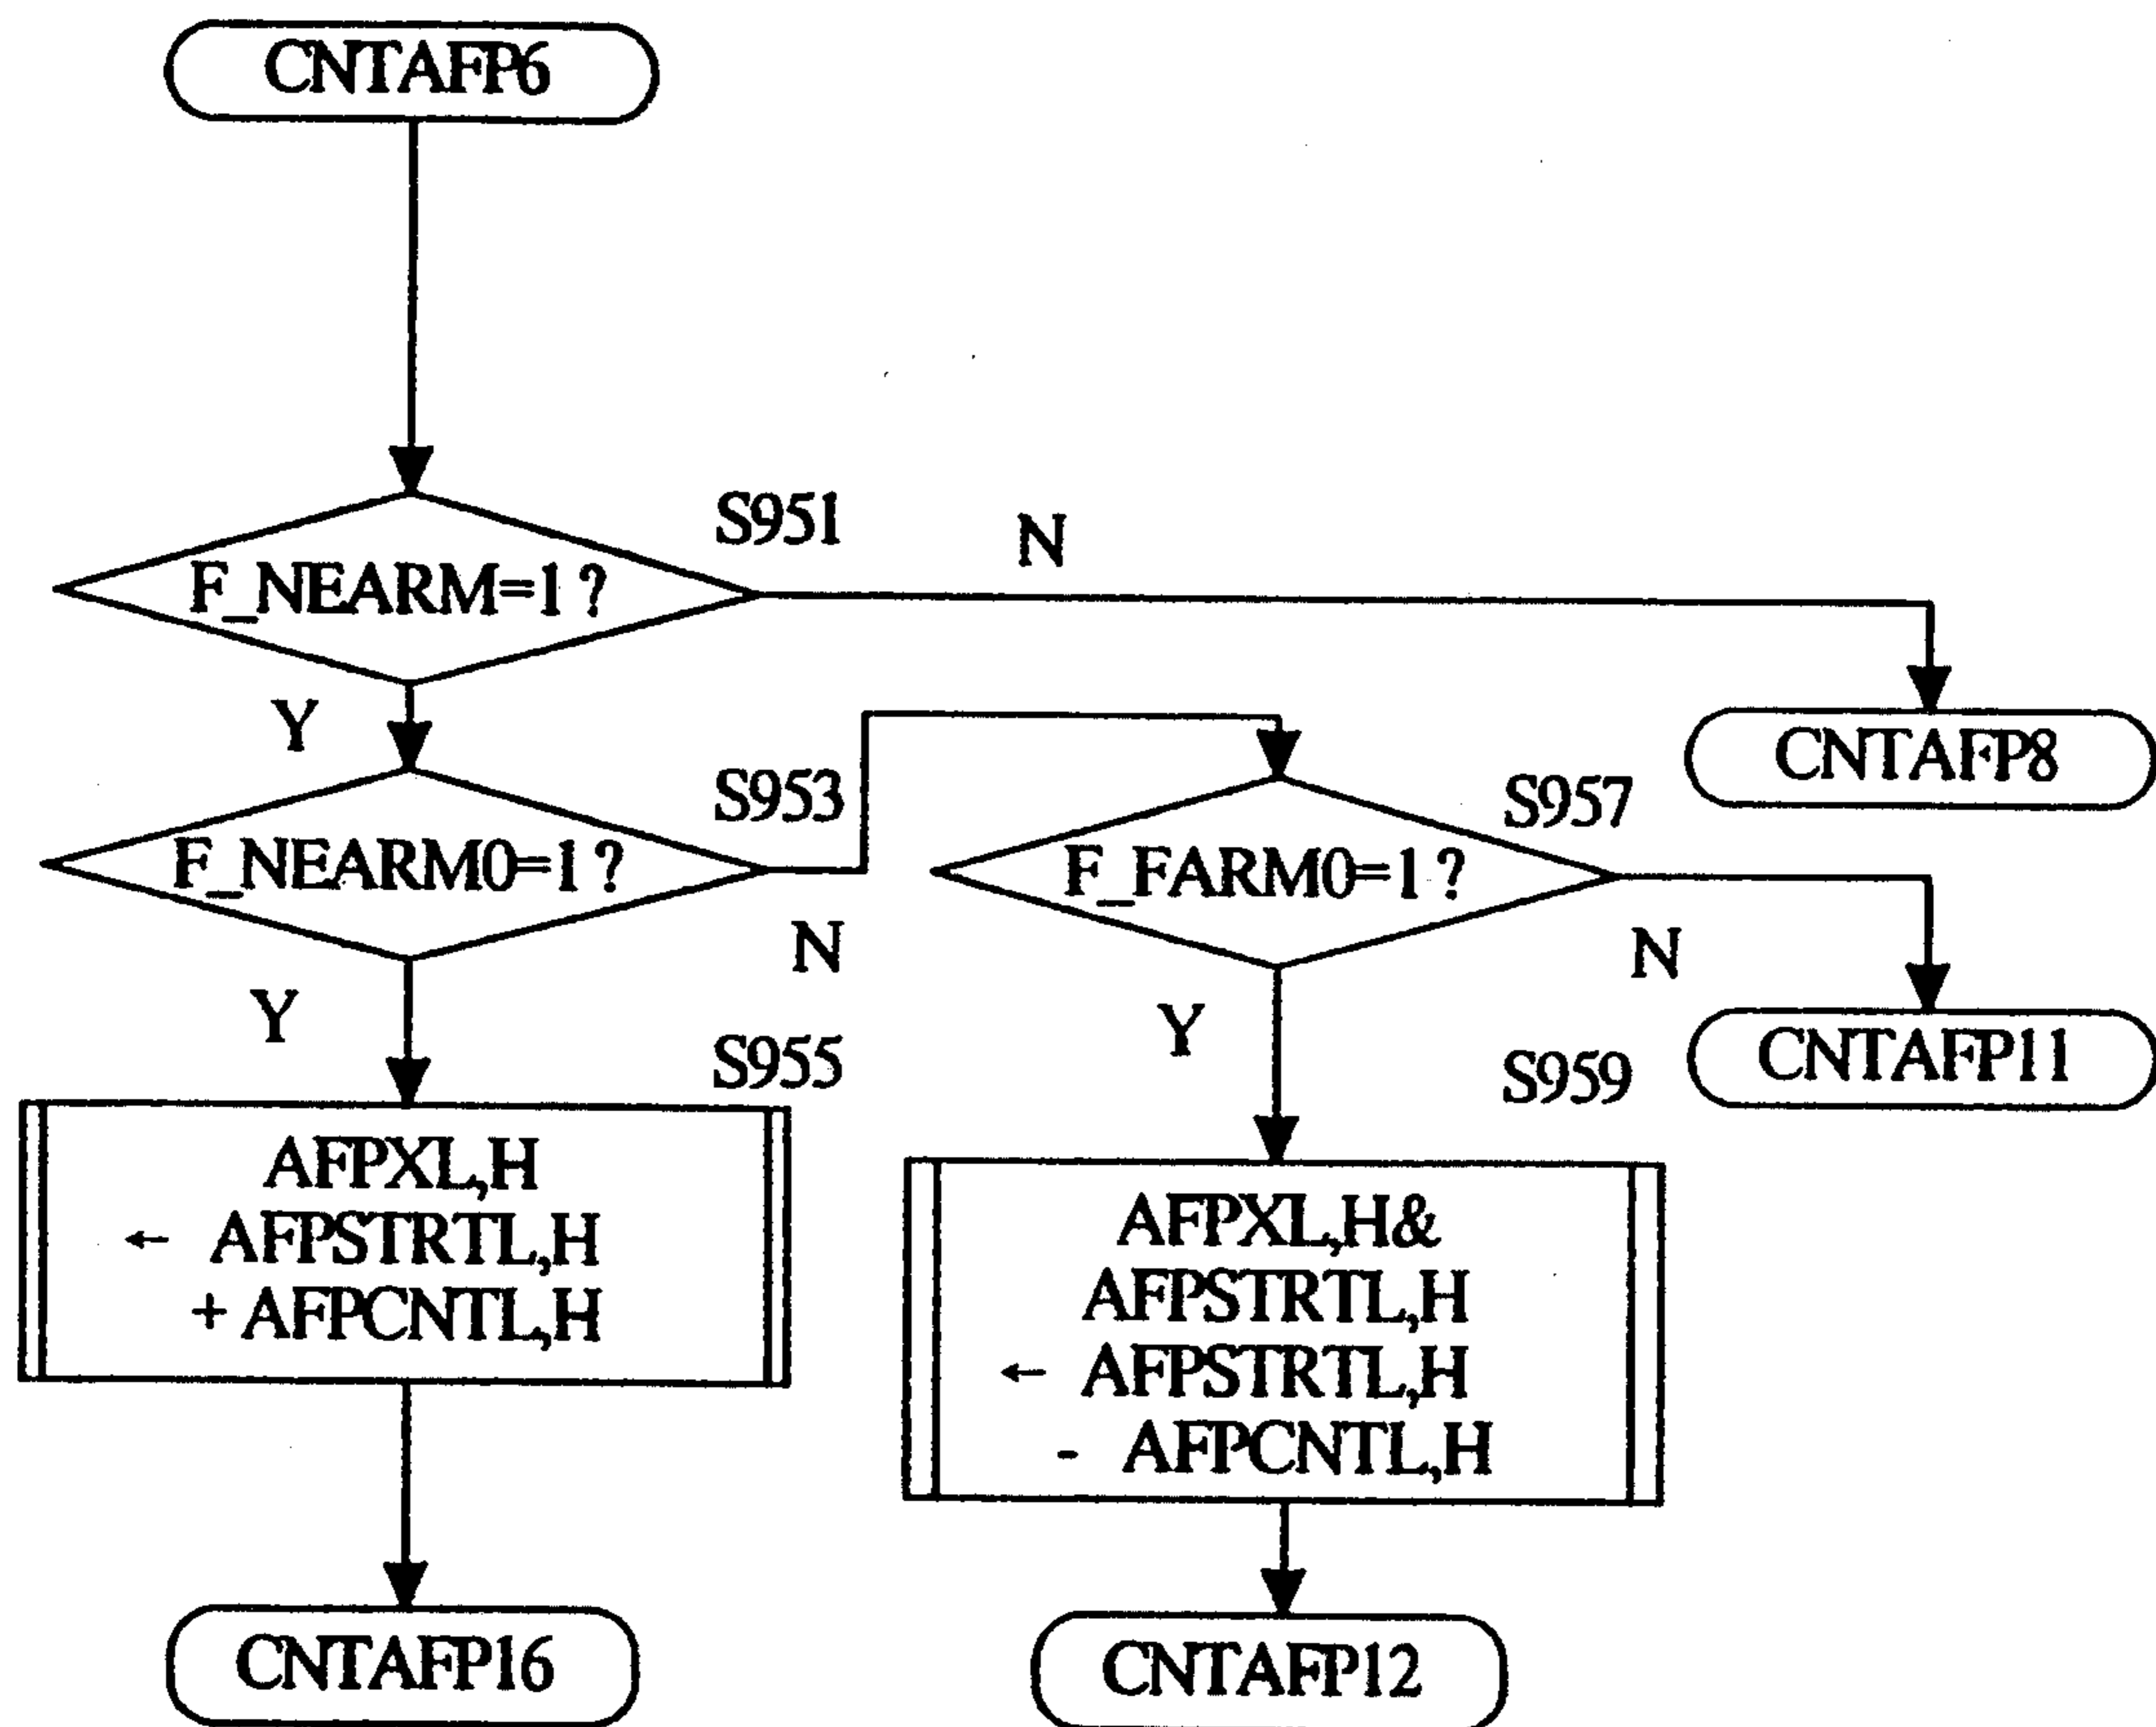 CNTAFP6
S951
N
F_NEARM=1 ?
Y
CNTAFP8
S953
S957
F_NEARM0=1 ?
F_FARM0=1 ?
N
N
Y
Y
CNTAFP11
S955
S959
AFPXL,H
← AFPSTRTL,H
+ AFPCNTL,H
AFPXL,H&
AFPSTRTL,H
← AFPSTRTL,H
- AFPCNTL,H
CNTAFP16
CNTAFP12